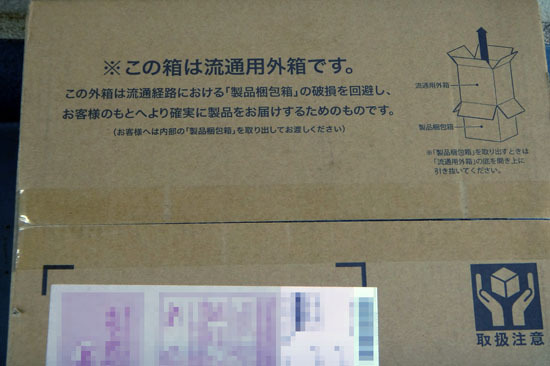 ※この箱は流通用外箱です。
この外箱は流通経路における「製品梱包箱」の破損を回避し、
お客様のもとへより確実に製品をお届けするためのものです。
(お客様へは内部の「製品梱包箱」を取り出してお渡しください)
流通用外箱
製品梱包箱
※「製品梱包箱」を取り出すときは
「流通用外箱」の底を開き上に
引き抜いてください。
取扱注意